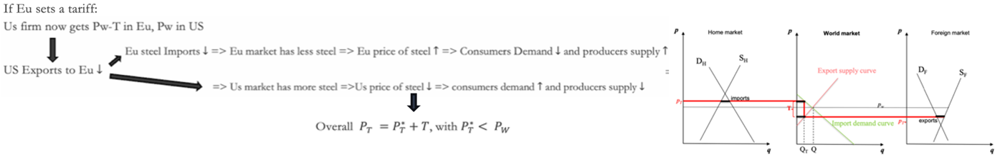 If Eu sets a tariff:
Us firm now gets Pw-T in Eu, Pw in US
Eu steel Imports ↓ => Eu market has less steel => Eu price of steel ↑ => Consumers Demand ↓ and producers supply ↑
US Exports to Eu ↓
=> Us market has more steel =>Us price of steel ↓ => consumers demand ↑ and producers supply ↓
Overall P_T = P_T^* + T, with P_T^* < P_W
=
P
Home market
D_H
S_H
P_T
imports
q
P
World market
Export supply curve
P_w
T
Import demand curve
Q_T Q
q
P
Foreign market
D_F
S_F
exports
q